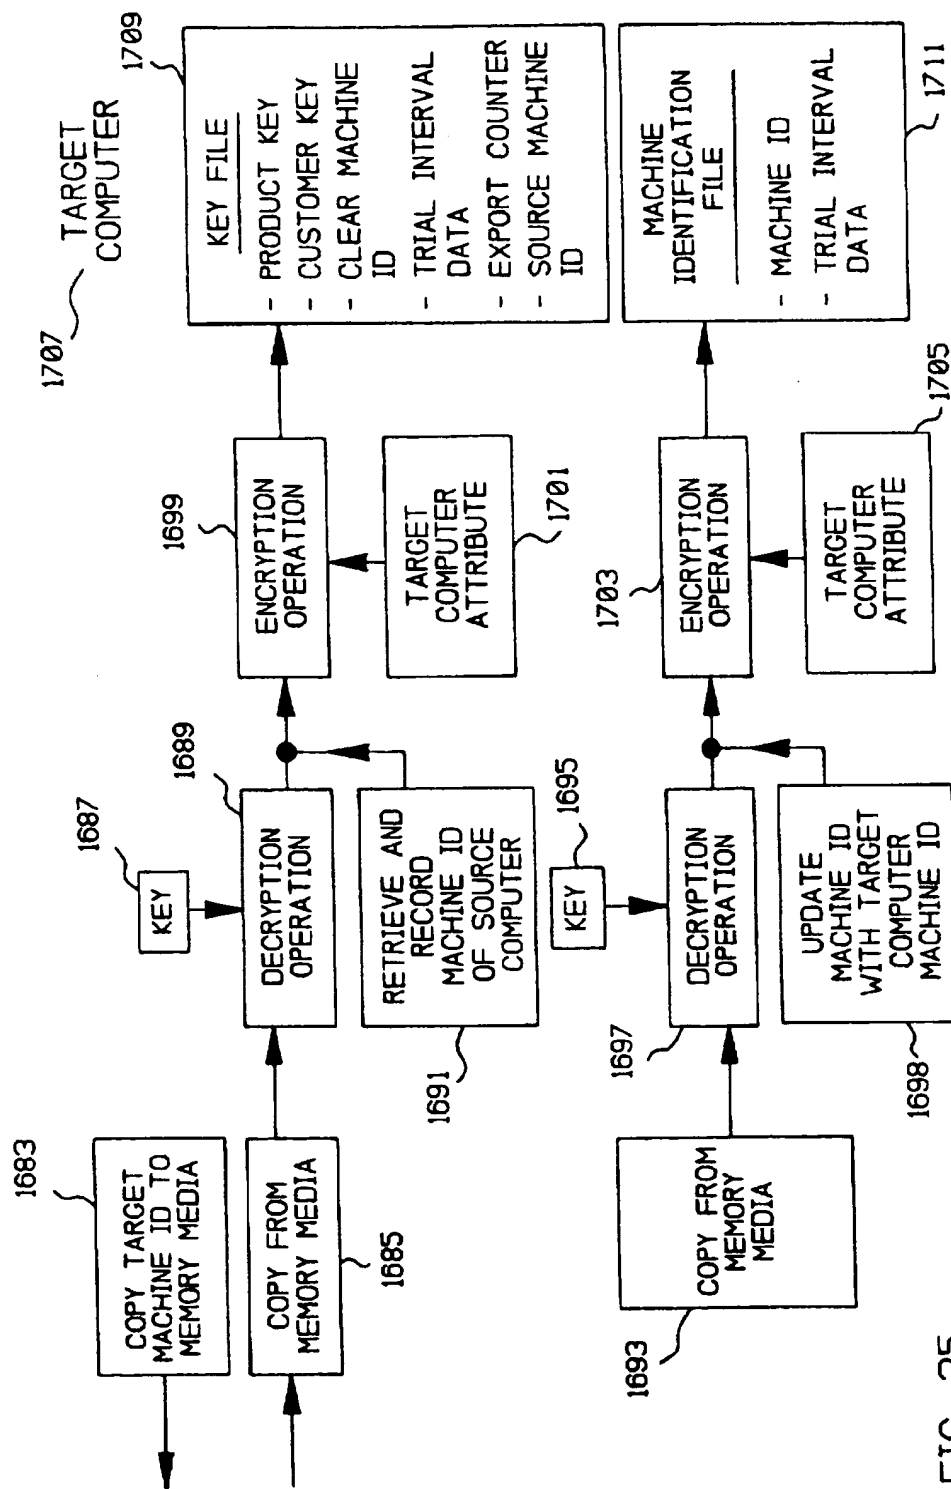 1683
COPY TARGET
MACHINE ID TO
MEMORY MEDIA
COPY FROM
MEMORY MEDIA
1685
1687
KEY
1689
DECRYPTION
OPERATION
RETRIEVE AND
RECORD
MACHINE ID
OF SOURCE
COMPUTER
1691
1699
ENCRYPTION
OPERATION
TARGET
COMPUTER
ATTRIBUTE
1701
1707
TARGET
COMPUTER
1709
KEY FILE
- PRODUCT KEY
- CUSTOMER KEY
- CLEAR MACHINE
ID
- TRIAL INTERVAL
DATA
- EXPORT COUNTER
- SOURCE MACHINE
ID
1693
COPY FROM
MEMORY
MEDIA
1695
KEY
1697
DECRYPTION
OPERATION
UPDATE
MACHINE ID
WITH TARGET
COMPUTER
MACHINE ID
1698
1703
ENCRYPTION
OPERATION
TARGET
COMPUTER
ATTRIBUTE
1705
MACHINE
IDENTIFICATION
FILE
- MACHINE ID
- TRIAL INTERVAL
DATA
1711